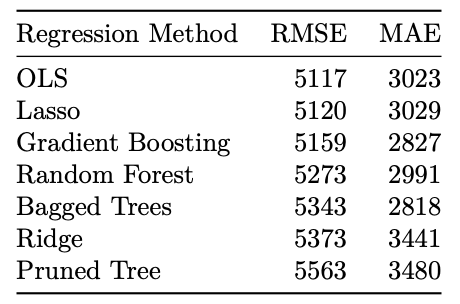 Regression Method RMSE MAE
OLS 5117 3023
Lasso 5120 3029
Gradient Boosting 5159 2827
Random Forest 5273 2991
Bagged Trees 5343 2818
Ridge 5373 3441
Pruned Tree 5563 3480